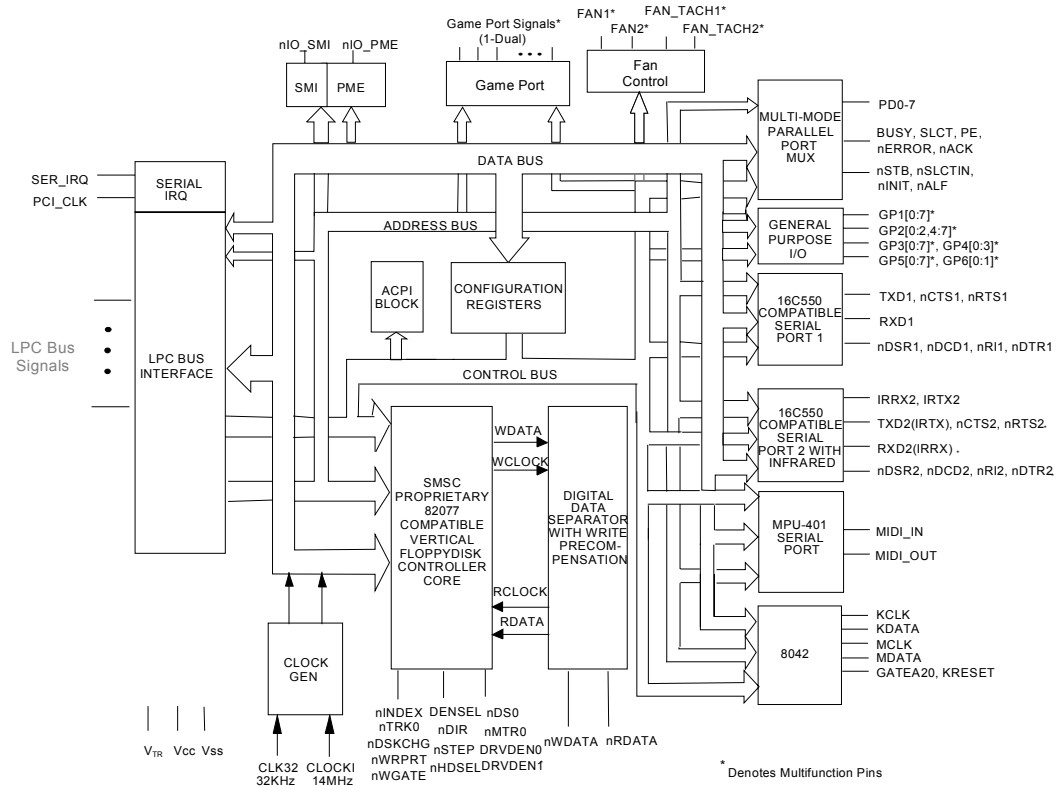 FAN1*
FAN_TACH1*
FAN2*
FAN_TACH2*
Game Port Signals*
(1-Dual)
nIO_SMI
nIO_PME
SMI
PME
Game Port
Fan
Control
MULTI-MODE
PARALLEL
PORT
MUX
PD0-7
BUSY, SLCT, PE,
nERROR, nACK
nSTB, nSLCTIN,
nINIT, nALF
DATA BUS
SER_IRQ
PCI_CLK
SERIAL
IRQ
ADDRESS BUS
GENERAL
PURPOSE
I/O
GP1[0:7]*
GP2[0:2,4:7]*
GP3[0:7]*, GP4[0:3]*
GP5[0:7]*, GP6[0:1]*
ACPI
BLOCK
CONFIGURATION
REGISTERS
16C550
COMPATIBLE
SERIAL
PORT 1
TXD1, nCTS1, nRTS1
RXD1
nDSR1, nDCD1, nRI1, nDTR1
LPC Bus
Signals
LPC BUS
INTERFACE
CONTROL BUS
16C550
COMPATIBLE
SERIAL
PORT 2 WITH
INFRARED
IRRX2, IRTX2
TXD2(IRTX), nCTS2, nRTS2.
RXD2(IRRX) .
nDSR2, nDCD2, nRI2, nDTR2
SMSC
PROPRIETARY
82077
COMPATIBLE
VERTICAL
FLOPPYDISK
CONTROLLER
CORE
WDATA
WCLOCK
RCLOCK
RDATA
DIGITAL
DATA
SEPARATOR
WITH WRITE
PRECOM-
PENSATION
MPU-401
SERIAL
PORT
MIDI_IN
MIDI_OUT
8042
KCLK
KDATA
MCLK
MDATA
GATEA20, KRESET
CLOCK
GEN
VTR
Vcc
Vss
CLK32
32KHz
CLOCKI
14MHz
nINDEX
nTRK0
nDSKCHG
nWRPRT
nWGATE
DENSEL
nDIR
nSTEP
nHDSEL
nDS0
nMTR0
DRVDEN0
DRVDEN1
nWDATA
nRDATA
* Denotes Multifunction Pins